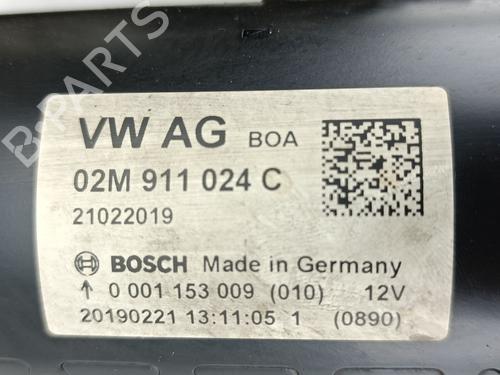 VW AG BOA
02M 911 024 C
21022019
BOSCH Made in Germany
↑ 0 001 153 009 (010) 12V
20190221 13:11:05 1 (0890)